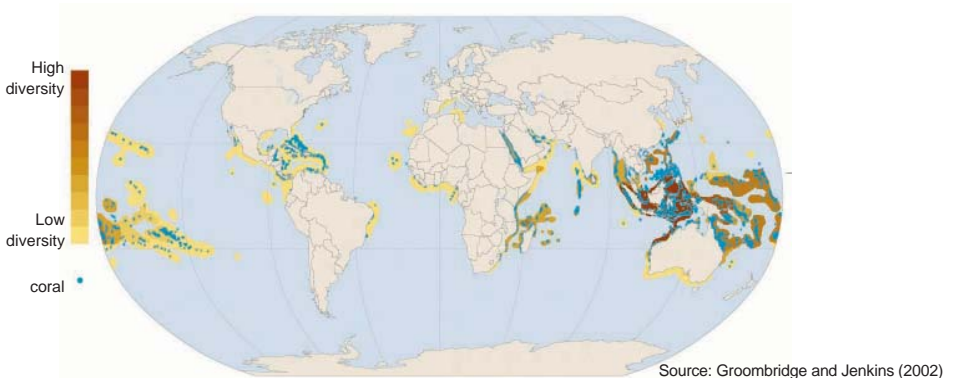 High
diversity
Low
diversity
coral
Source: Groombridge and Jenkins (2002)